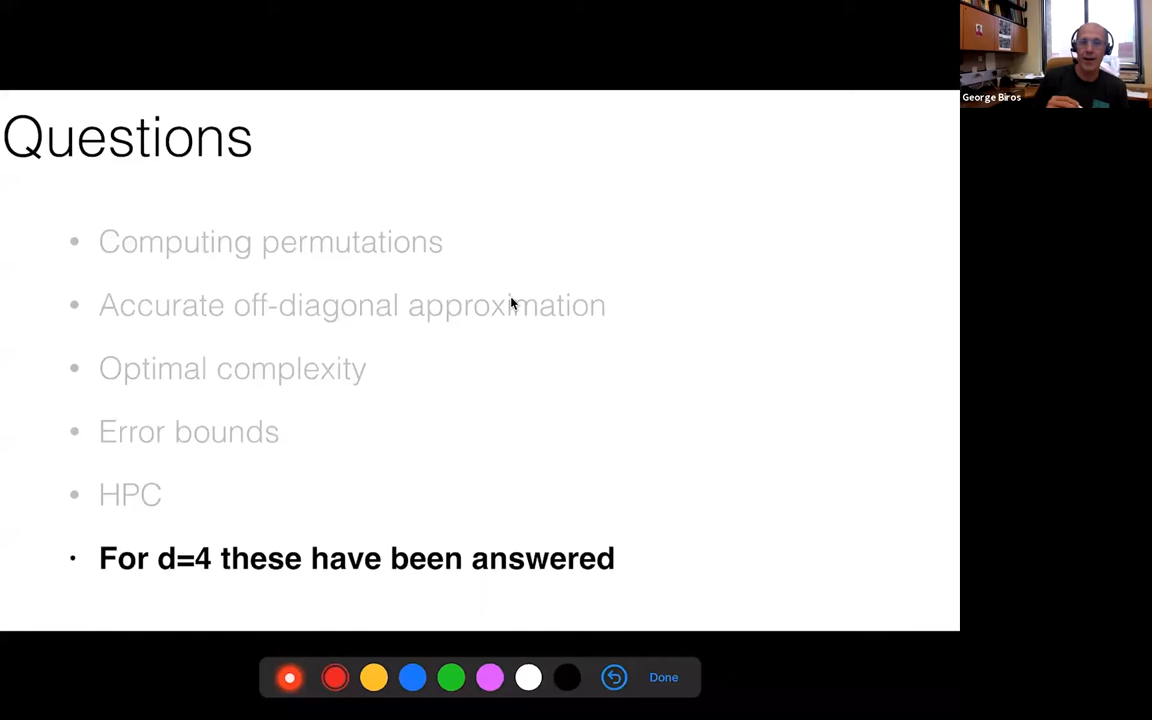 George Biros
Questions
• Computing permutations
• Accurate off-diagonal approximation
• Optimal complexity
• Error bounds
• HPC
• For d=4 these have been answered
Done